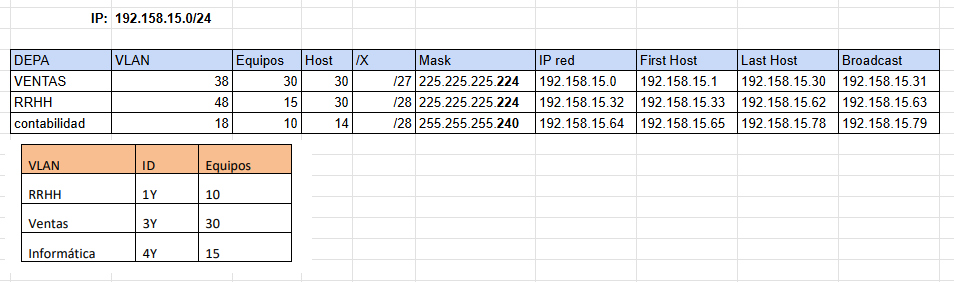 IP: 192.158.15.0/24
DEPA VLAN Equipos Host /X Mask IP red First Host Last Host Broadcast
VENTAS 38 30 30 /27 225.225.225.224 192.158.15.0 192.158.15.1 192.158.15.30 192.158.15.31
RRHH 48 15 30 /28 225.225.225.224 192.158.15.32 192.158.15.33 192.158.15.62 192.158.15.63
contabilidad 18 10 14 /28 255.255.255.240 192.158.15.64 192.158.15.65 192.158.15.78 192.158.15.79
VLAN ID Equipos
RRHH 1Y 10
Ventas 3Y 30
Informática 4Y 15